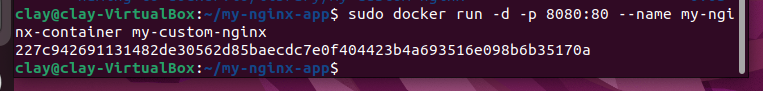 clay@clay-VirtualBox:~/my-nginx-app$ sudo docker run -d -p 8080:80 --name my-ngi
nx-container my-custom-nginx
227c942691131482de30562d85baecdc7e0f404423b4a693516e098b6b35170a
clay@clay-VirtualBox:~/my-nginx-app$